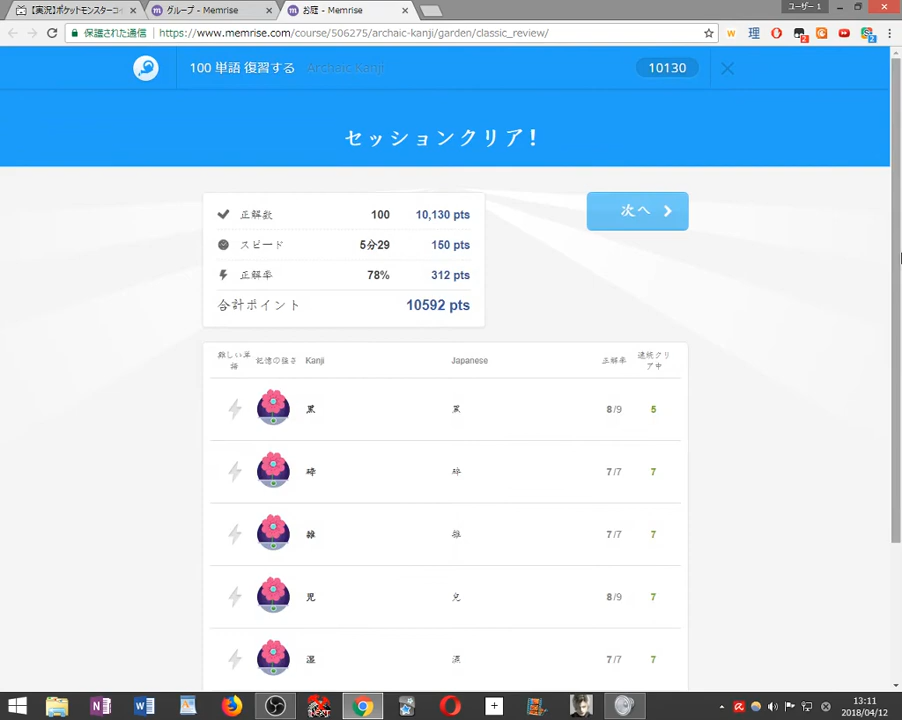 【実況】ポケットモンスターコイ
グループ - Memrise
お庭 - Memrise
ユーザー 1
保護された通信
https://www.memrise.com/course/506275/archaic-kanji/garden/classic_review/
理
2
2
100 単語 復習する
Archaic Kanji
10130
セッションクリア!
正解数 100 10,130 pts
次へ
スピード 5分29 150 pts
正解率 78% 312 pts
合計ポイント 10592 pts
難しい単語 記憶の強さ Kanji Japanese 正解率 連続クリア中
8/9 5
7/7 7
7/7 7
8/9 7
7/7 7
13:11
2018/04/12